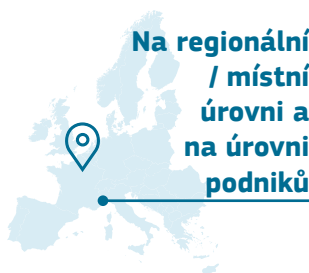 Na regionální
/ místní
úrovni a
na úrovni
podniků